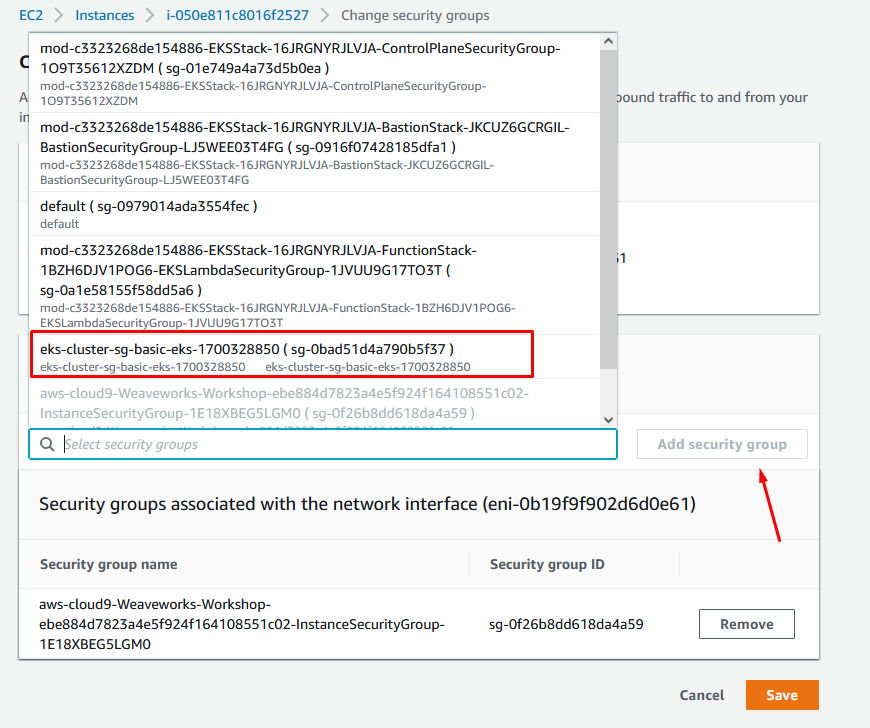 EC2 > Instances > i-050e811c8016f2527 > Change security groups
mod-c3323268de154886-EKSStack-16JRGNYRJLVJA-ControlPlaneSecurityGroup-
1O9T35612XZDM ( sg-01e749a4a73d5b0ea )
mod-c3323268de154886-EKSStack-16JRGNYRJLVJA-ControlPlaneSecurityGroup-
1O9T35612XZDM
bound traffic to and from your
mod-c3323268de154886-EKSStack-16JRGNYRJLVJA-BastionStack-JKCUZ6GCRGIL-
BastionSecurityGroup-LJ5WEE03T4FG ( sg-0916f07428185dfa1 )
mod-c3323268de154886-EKSStack-16JRGNYRJLVJA-BastionStack-JKCUZ6GCRGIL-
BastionSecurityGroup-LJ5WEE03T4FG
default ( sg-0979014ada3554fec )
default
mod-c3323268de154886-EKSStack-16JRGNYRJLVJA-FunctionStack-
1BZH6DJV1POG6-EKSLambdaSecurityGroup-1JVUU9G17TO3T (
sg-0a1e58155f58dd5a6 )
mod-c3323268de154886-EKSStack-16JRGNYRJLVJA-FunctionStack-1BZH6DJV1POG6-
EKSLambdaSecurityGroup-1JVUU9G17TO3T
eks-cluster-sg-basic-eks-1700328850 ( sg-0bad51d4a790b5f37 )
eks-cluster-sg-basic-eks-1700328850 eks-cluster-sg-basic-eks-1700328850
aws-cloud9-Weaveworks-Workshop-ebe884d7823a4e5f924f164108551c02-
InstanceSecurityGroup-1E18XBEG5LGM0 ( sg-0f26b8dd618da4a59 )
Select security groups
Add security group
Security groups associated with the network interface (eni-0b19f9f902d6d0e61)
Security group name Security group ID
aws-cloud9-Weaveworks-Workshop-
ebe884d7823a4e5f924f164108551c02-InstanceSecurityGroup-
1E18XBEG5LGM0
sg-0f26b8dd618da4a59
Remove
Cancel Save